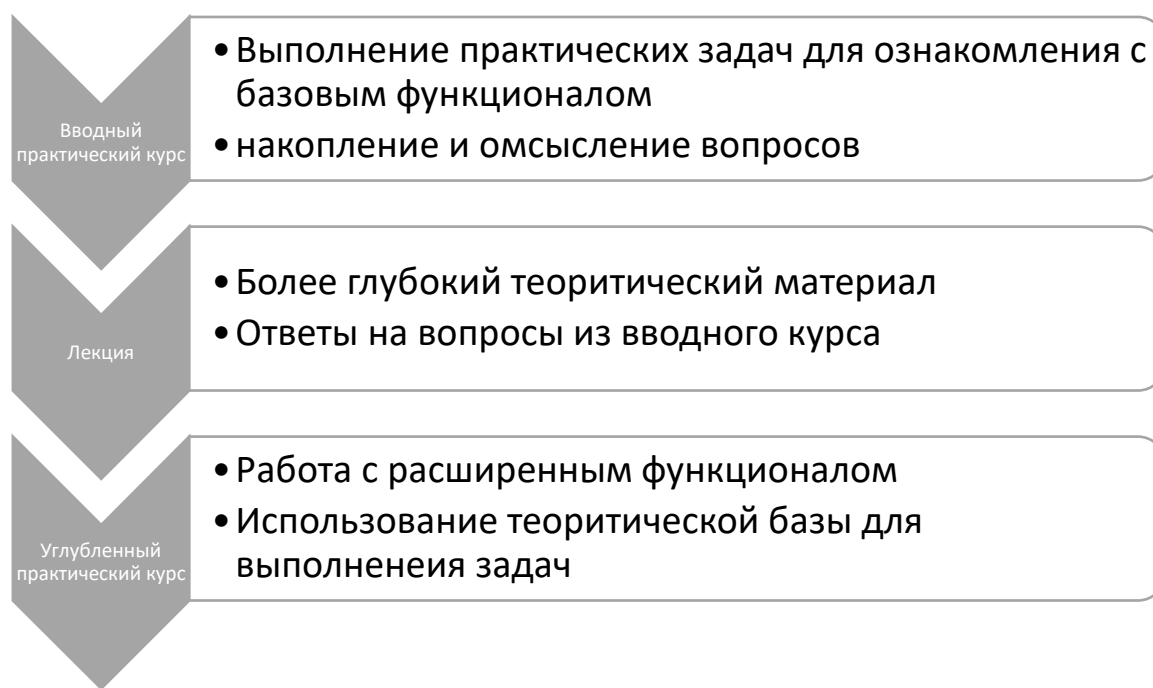 Вводный
практический курс
• Выполнение практических задач для ознакомления с
базовым функционалом
• накопление и омсысление вопросов
Лекция
• Более глубокий теоритический материал
• Ответы на вопросы из вводного курса
Углубленный
практический курс
• Работа с расширенным функционалом
• Использование теоритической базы для
выполненеия задач